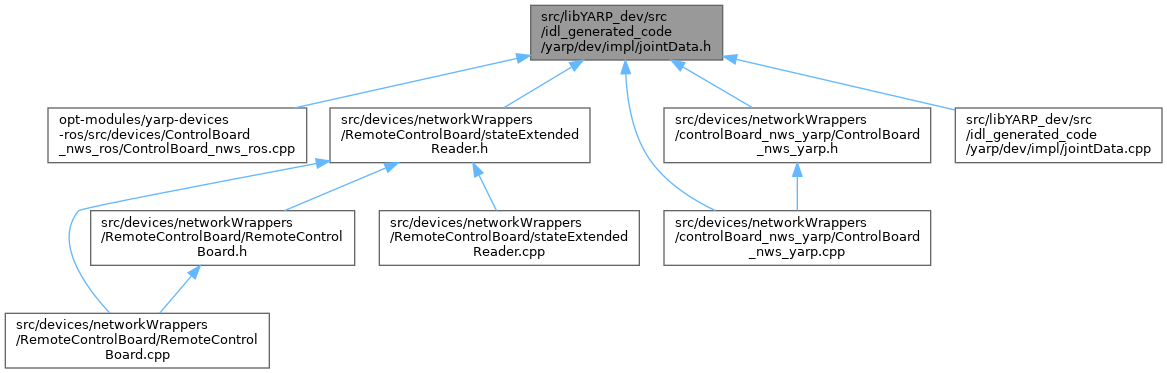 src/libYARP_dev/src
/idl_generated_code
/yarp/dev/impl/jointData.h
opt-modules/yarp-devices
-ros/src/devices/ControlBoard
_nws_ros/ControlBoard_nws_ros.cpp
src/devices/networkWrappers
/RemoteControlBoard/stateExtended
Reader.h
src/devices/networkWrappers
/controlBoard_nws_yarp/ControlBoard
_nws_yarp.h
src/libYARP_dev/src
/idl_generated_code
/yarp/dev/impl/jointData.cpp
src/devices/networkWrappers
/RemoteControlBoard/RemoteControl
Board.h
src/devices/networkWrappers
/RemoteControlBoard/stateExtended
Reader.cpp
src/devices/networkWrappers
/controlBoard_nws_yarp/ControlBoard
_nws_yarp.cpp
src/devices/networkWrappers
/RemoteControlBoard/RemoteControl
Board.cpp